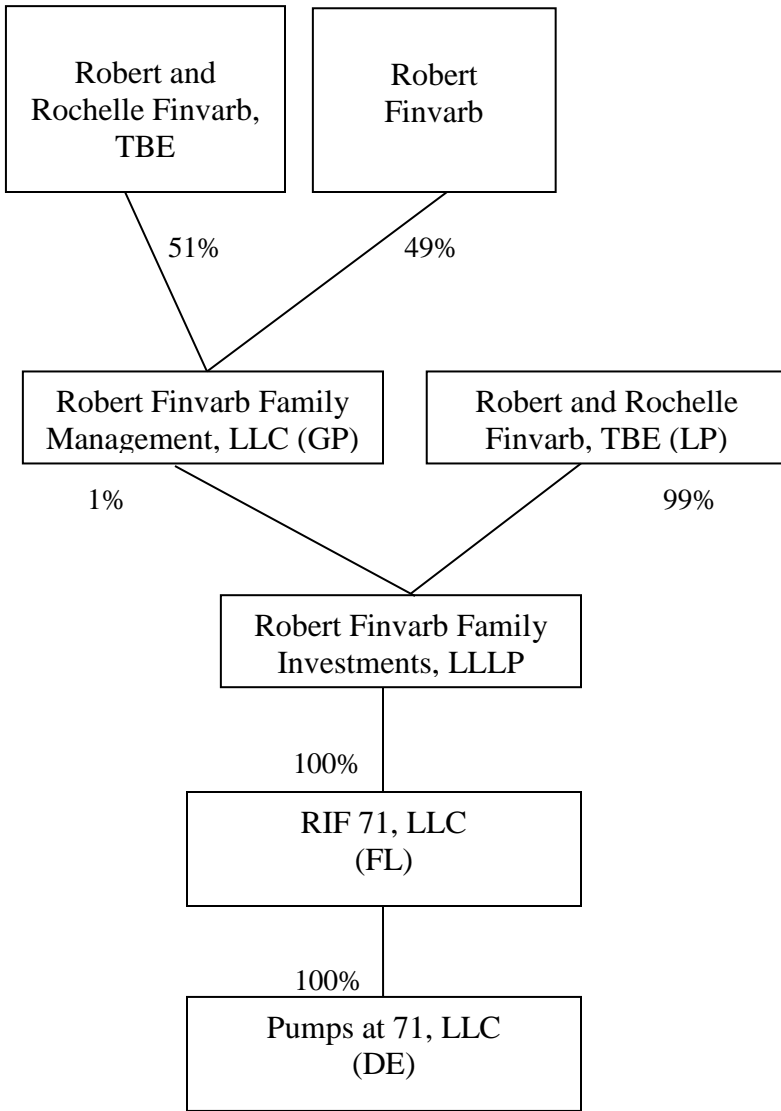 Robert and
Rochelle Finvarb,
TBE
Robert
Finvarb
51%
49%
Robert Finvarb Family
Management, LLC (GP)
Robert and Rochelle
Finvarb, TBE (LP)
1%
99%
Robert Finvarb Family
Investments, LLLP
100%
RIF 71, LLC
(FL)
100%
Pumps at 71, LLC
(DE)